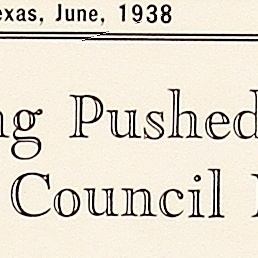 exas, June, 1938
ng Pushed
Council